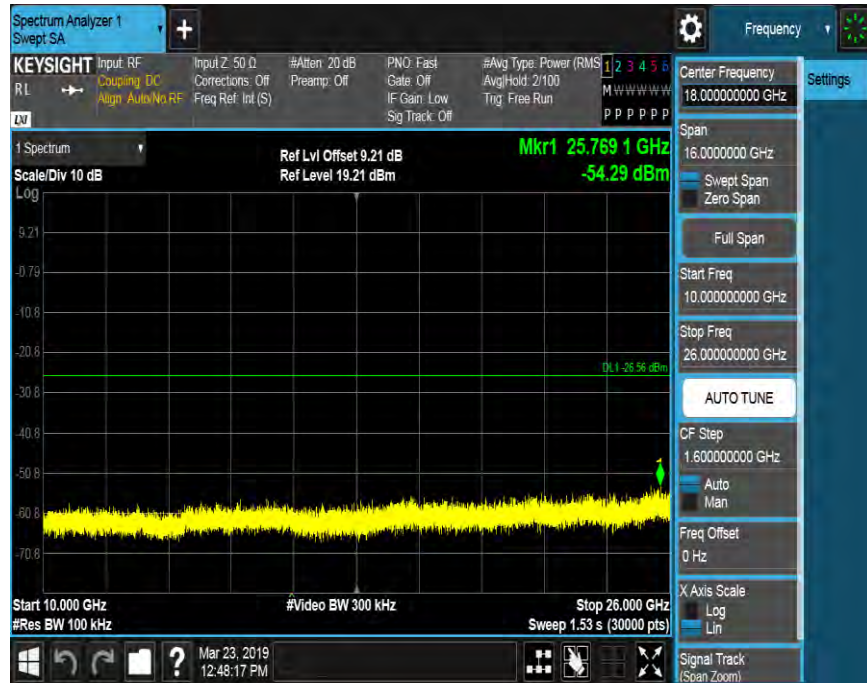 Spectrum Analyzer 1
Swept SA
+
Frequency
KEYSIGHT Input: RF Input Z: 50 Ω #Atten: 20 dB PNO: Fast #Avg Type: Power (RMS 1 2 3 4 5 6
RL Coupling: DC Corrections: Off Preamp: Off Gate: Off Avg|Hold: 2/100 M W W W W W
Align: Auto/No RF Freq Ref: Int (S) IF Gain: Low Trig: Free Run
LXI Sig Track: Off P P P P P P
1 Spectrum
Scale/Div 10 dB
Ref Lvl Offset 9.21 dB
Ref Level 19.21 dBm
Mkr1 25.769 1 GHz
-54.29 dBm
Log
9.21
-0.79
-10.8
-20.8
DL1 -26.56 dBm
-30.8
-40.8
-50.8
1
-60.8
-70.8
Start 10.000 GHz #Video BW 300 kHz Stop 26.000 GHz
#Res BW 100 kHz Sweep 1.53 s (30000 pts)
?
Mar 23, 2019
12:48:17 PM
Center Frequency
18.000000000 GHz
Settings
Span
16.0000000 GHz
Swept Span
Zero Span
Full Span
Start Freq
10.000000000 GHz
Stop Freq
26.000000000 GHz
AUTO TUNE
CF Step
1.600000000 GHz
Auto
Man
Freq Offset
0 Hz
X Axis Scale
Log
Lin
Signal Track
(Span Zoom)